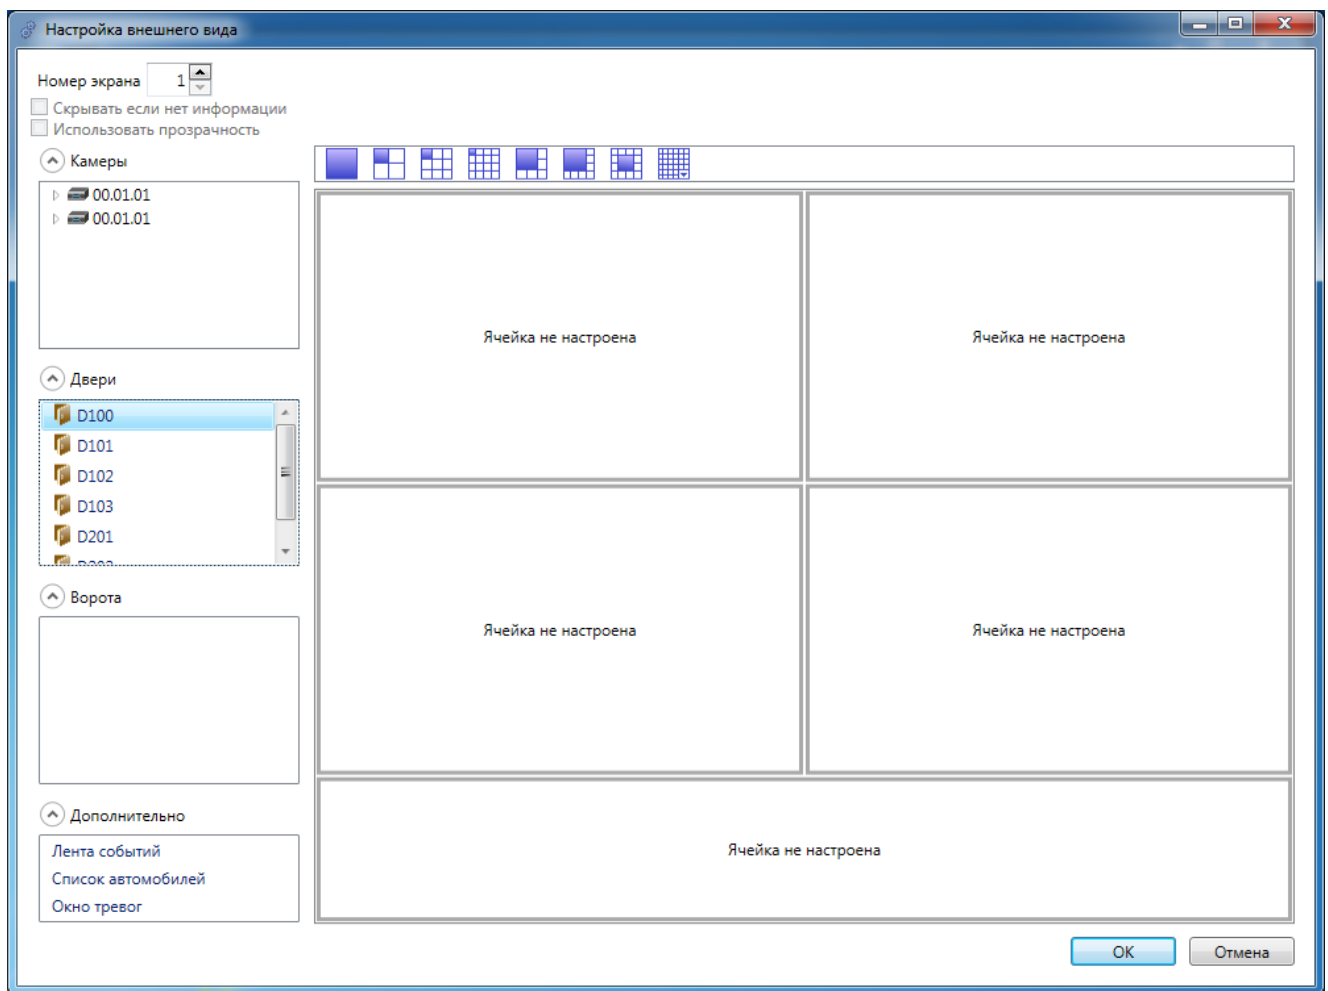 Настройка внешнего вида
Номер экрана 1
Скрывать если нет информации
Использовать прозрачность
Камеры
00.01.01
00.01.01
Двери
D100
D101
D102
D103
D201
Ворота
Дополнительно
Лента событий
Список автомобилей
Окно тревог
Ячейка не настроена Ячейка не настроена
Ячейка не настроена Ячейка не настроена
Ячейка не настроена
OK Отмена